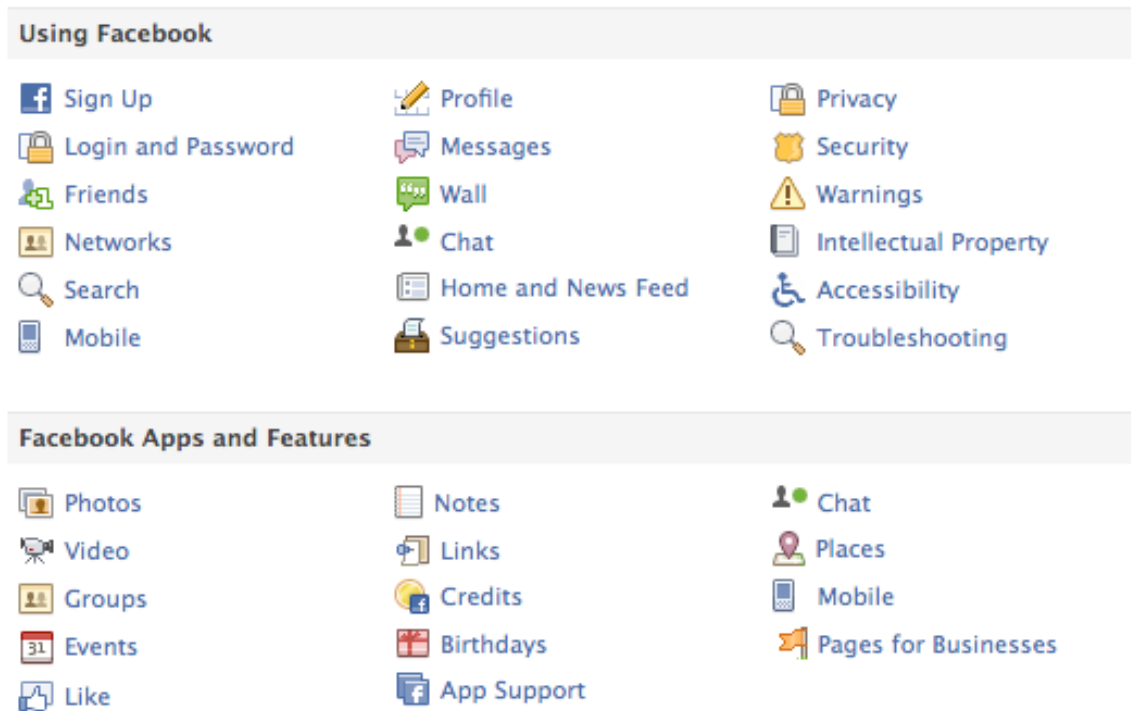 Using Facebook
Sign Up
Login and Password
Friends
Networks
Search
Mobile
Profile
Messages
Wall
Chat
Home and News Feed
Suggestions
Privacy
Security
Warnings
Intellectual Property
Accessibility
Troubleshooting
Facebook Apps and Features
Photos
Video
Groups
31
Events
Like
Notes
Links
Credits
Birthdays
App Support
Chat
Places
Mobile
Pages for Businesses